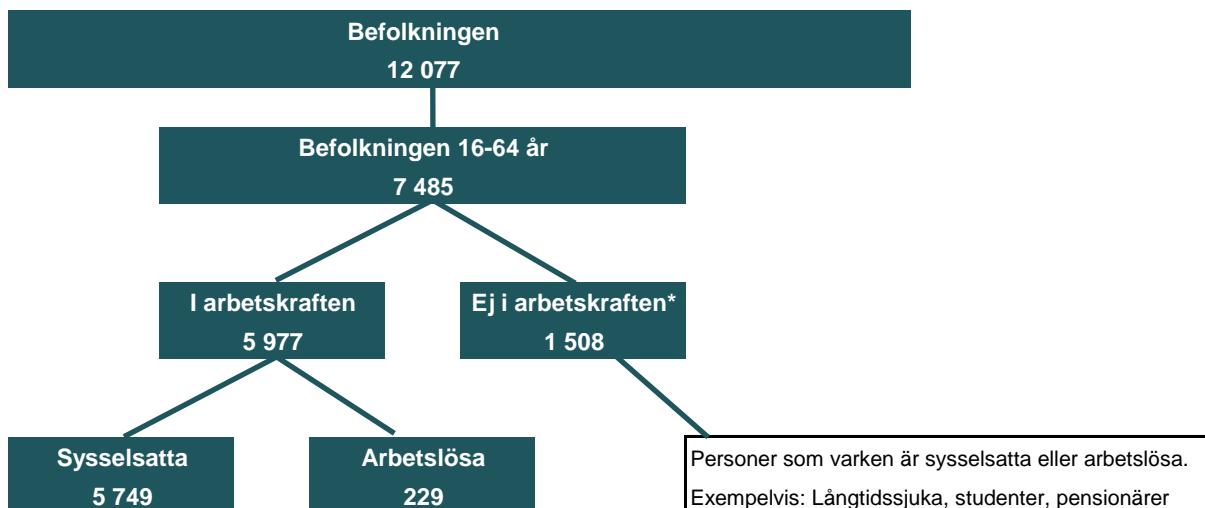 Befolkningen
12 077
Befolkningen 16-64 år
7 485
I arbetskraften
5 977
Ej i arbetskraften*
1 508
Sysselsatta
5 749
Arbetslösa
229
Personer som varken är sysselsatta eller arbetslösa.
Exempelvis: Långtidssjuka, studenter, pensionärer